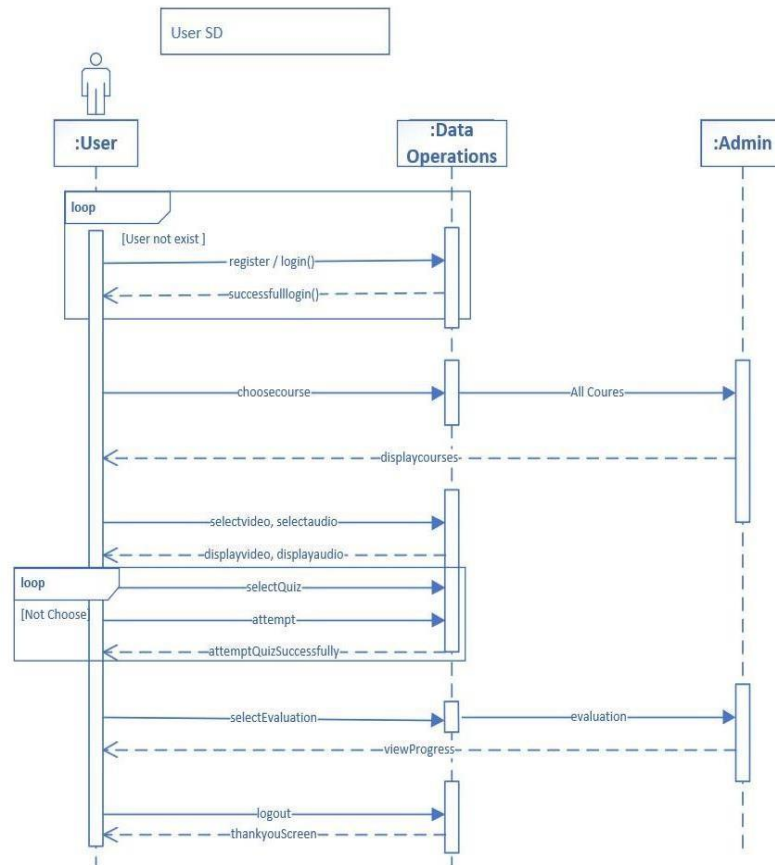 User SD
:User
:Data
Operations
:Admin
loop
[User not exist ]
register / login()
successfulllogin()
choosecourse
All Coures
displaycourses
selectvideo, selectaudio
displayvideo, displayaudio
loop
selectQuiz
[Not Choose]
attempt
attemptQuizSuccessfully
selectEvaluation
evaluation
viewProgress
logout
thankyouScreen